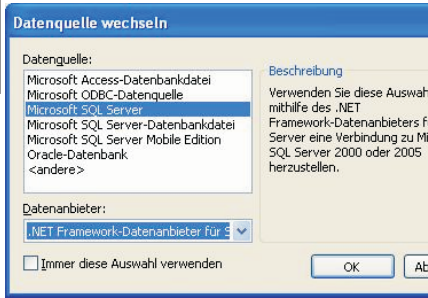 Datenquelle wechseln
Datenquelle:
Microsoft Access-Datenbankdatei
Microsoft ODBC-Datenquelle
Microsoft SQL Server
Microsoft SQL Server-Datenbankdatei
Microsoft SQL Server Mobile Edition
Oracle-Datenbank
<andere>
Beschreibung
Verwenden Sie diese Auswah
mithilfe des .NET
Framework-Datenanbieters f
Server eine Verbindung zu Mi
SQL Server 2000 oder 2005
herzustellen.
Datenanbieter:
.NET Framework-Datenanbieter für S
Immer diese Auswahl verwenden
OK
Ab